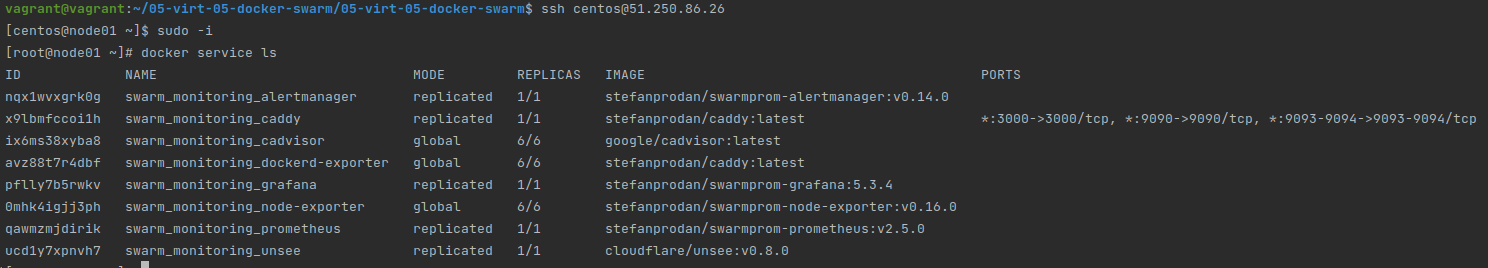 vagrant@vagrant:~/05-virt-05-docker-swarm/05-virt-05-docker-swarm$ ssh centos@51.250.86.26
[centos@node01 ~]$ sudo -i
[root@node01 ~]# docker service ls
ID NAME MODE REPLICAS IMAGE PORTS
nqx1wvxgrk0g swarm_monitoring_alertmanager replicated 1/1 stefanprodan/swarmprom-alertmanager:v0.14.0
x9lbmfccoi1h swarm_monitoring_caddy replicated 1/1 stefanprodan/caddy:latest *:3000->3000/tcp, *:9090->9090/tcp, *:9093-9094->9093-9094/tcp
ix6ms38xyba8 swarm_monitoring_cadvisor global 6/6 google/cadvisor:latest
avz88t7r4dbf swarm_monitoring_dockerd-exporter global 6/6 stefanprodan/caddy:latest
pflly7b5rwkv swarm_monitoring_grafana replicated 1/1 stefanprodan/swarmprom-grafana:5.3.4
0mhk4igjj3ph swarm_monitoring_node-exporter global 6/6 stefanprodan/swarmprom-node-exporter:v0.16.0
qawmzmjdirik swarm_monitoring_prometheus replicated 1/1 stefanprodan/swarmprom-prometheus:v2.5.0
ucd1y7xpnvh7 swarm_monitoring_unsee replicated 1/1 cloudflare/unsee:v0.8.0